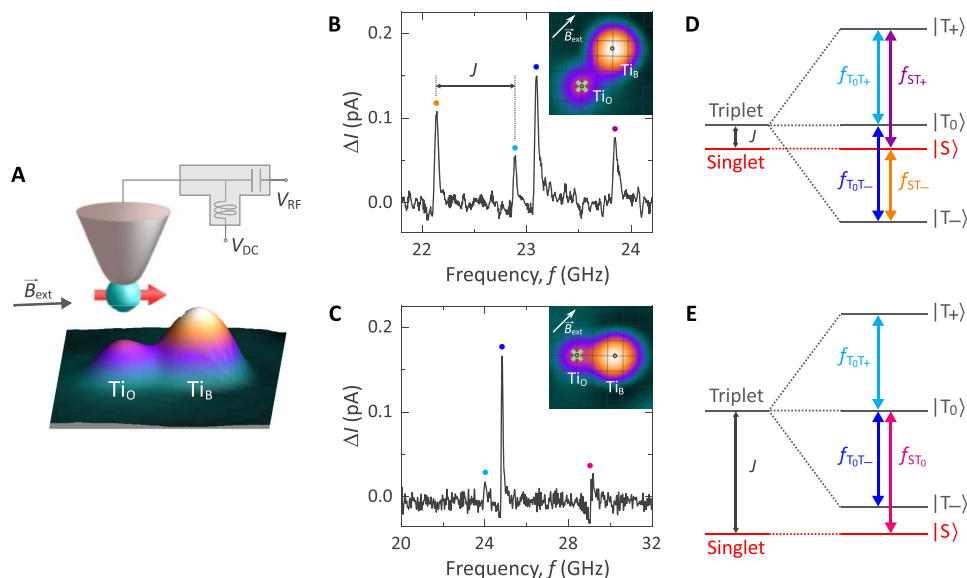 A
V_RF
V_DC
B_ext
Ti_O
Ti_B
B
ΔI (pA)
0.2
0.1
0.0
J
B_ext
Ti_B
Ti_O
22
23
24
Frequency, f (GHz)
C
ΔI (pA)
0.2
0.1
0.0
B_ext
Ti_O
Ti_B
20
24
28
32
Frequency, f (GHz)
D
|T+⟩
f_T0T+
f_ST+
Triplet
|T0⟩
J
|S⟩
Singlet
f_T0T−
f_ST−
|T−⟩
E
|T+⟩
f_T0T+
Triplet
|T0⟩
J
f_T0T−
f_ST0
|T−⟩
|S⟩
Singlet